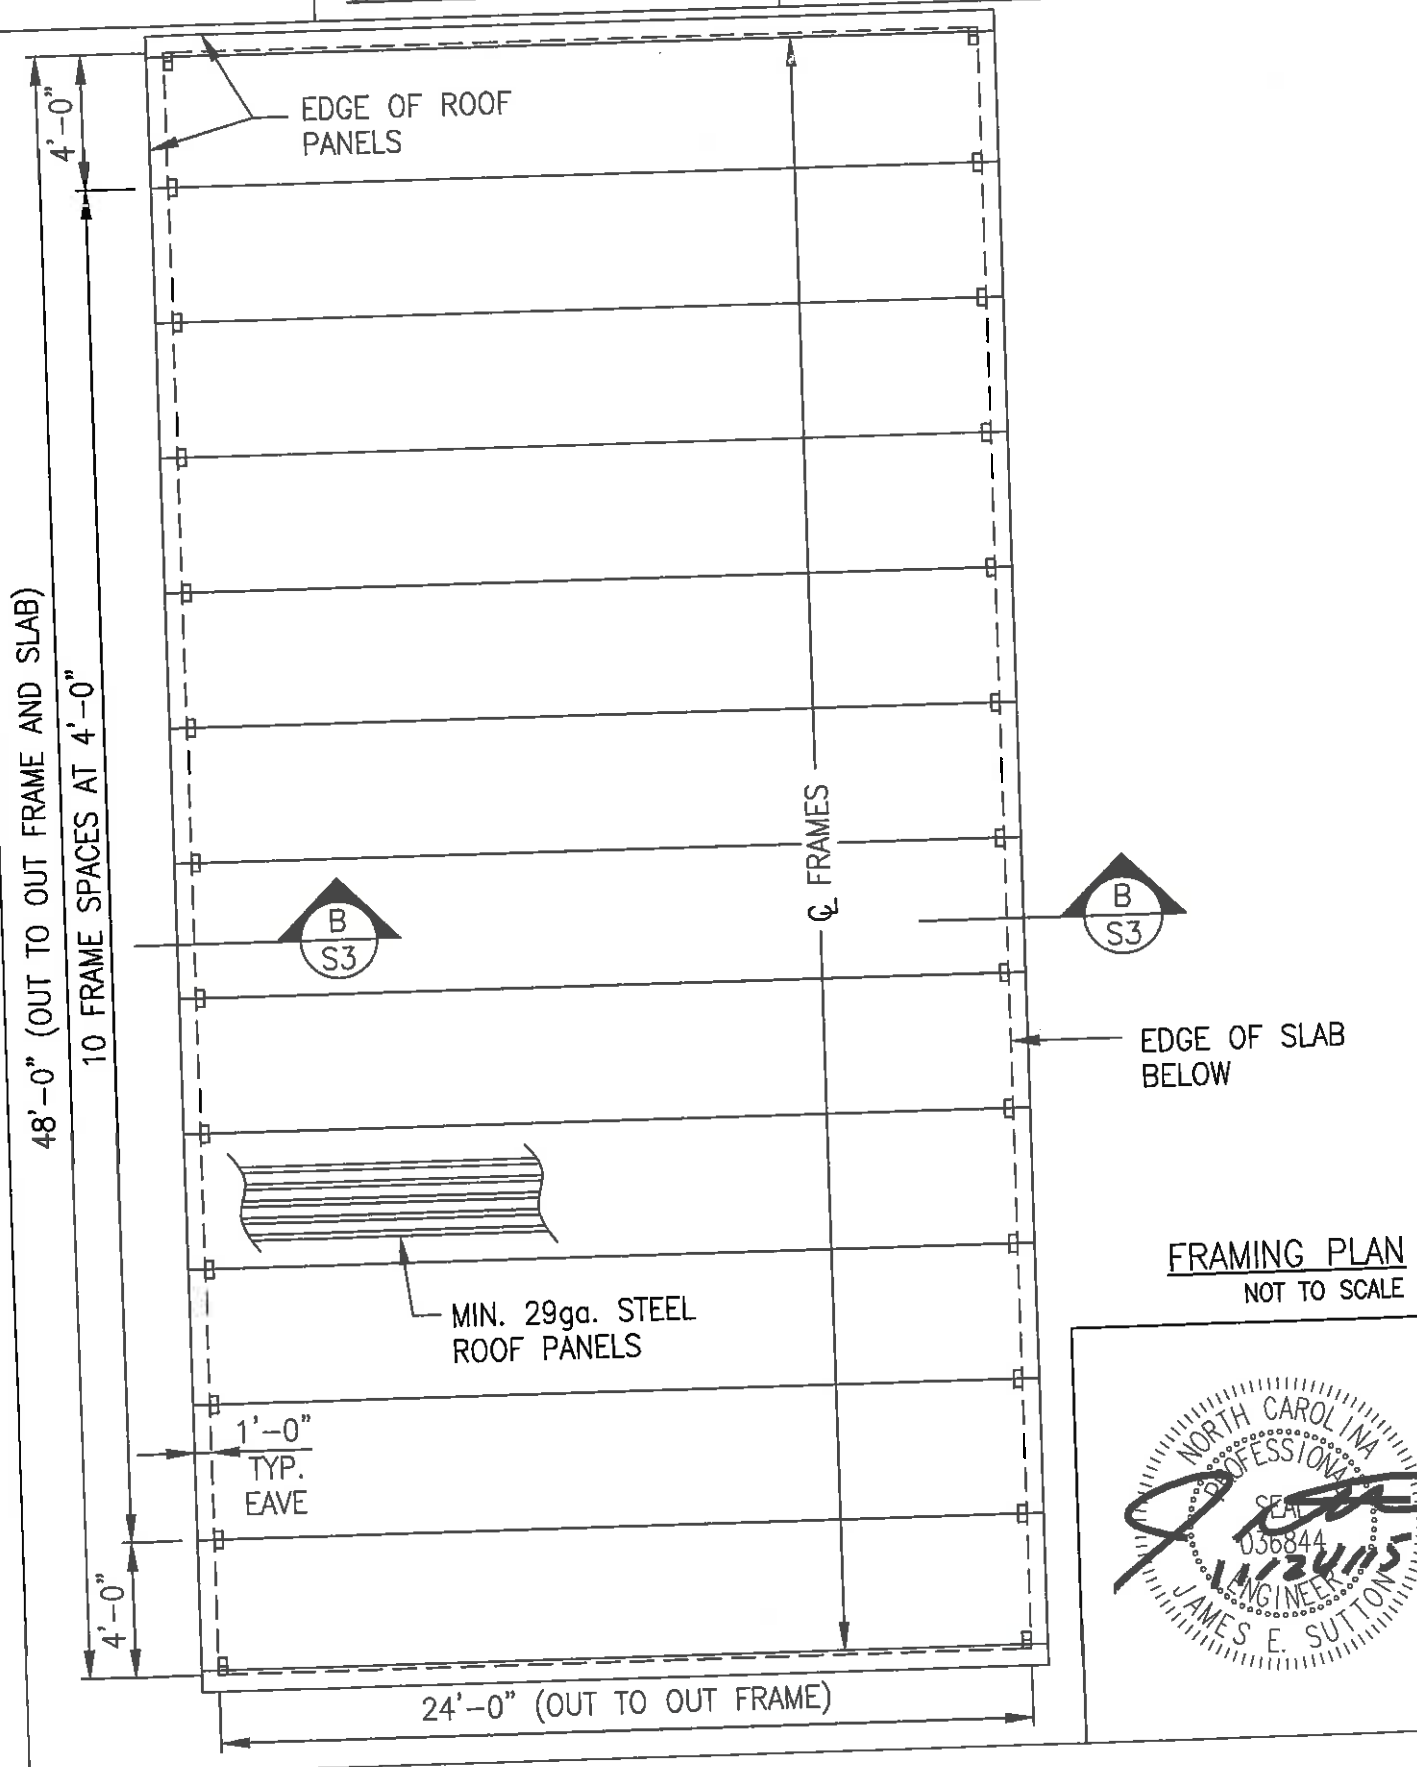 EDGE OF ROOF
PANELS
4'-0"
48'-0" (OUT TO OUT FRAME AND SLAB)
10 FRAME SPACES AT 4'-0"
℄ FRAMES
B
S3
B
S3
EDGE OF SLAB
BELOW
MIN. 29ga. STEEL
ROOF PANELS
FRAMING PLAN
NOT TO SCALE
1'-0"
TYP.
EAVE
4'-0"
24'-0" (OUT TO OUT FRAME)
NORTH CAROLINA
PROFESSIONAL
SEAL
036844
11/24/15
ENGINEER
JAMES E. SUTTON